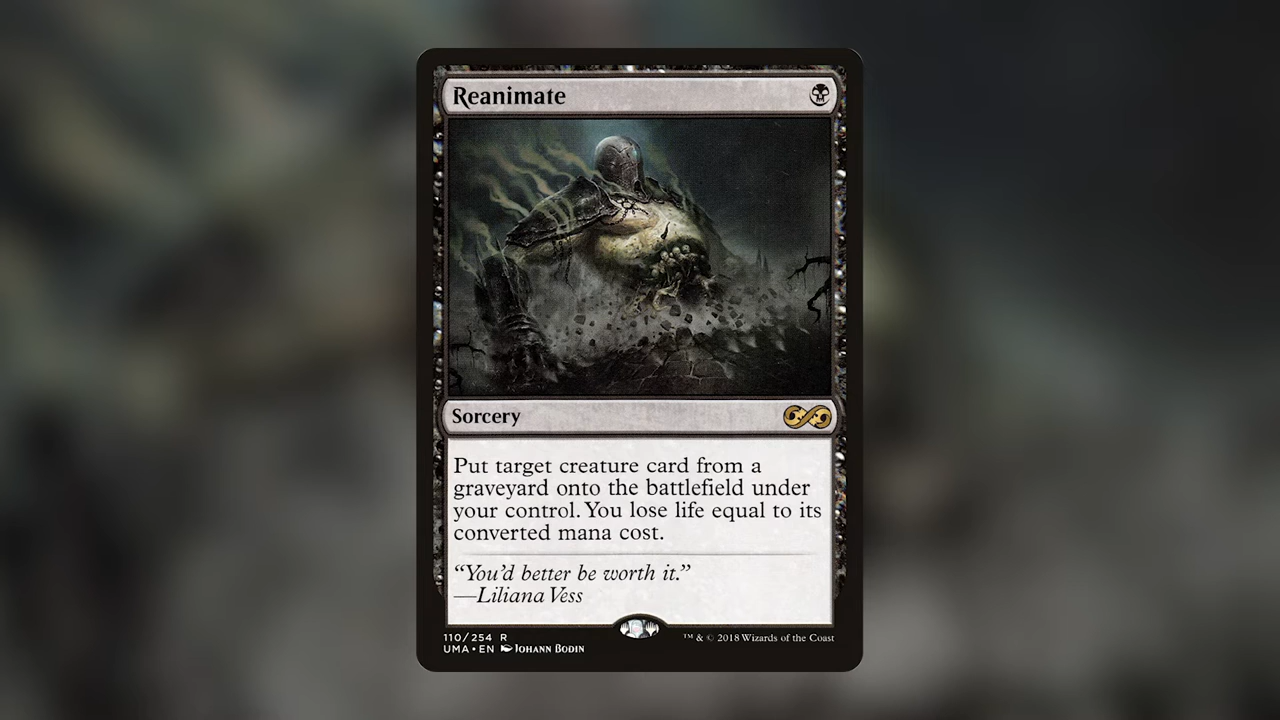 Reanimate
Sorcery
Put target creature card from a
graveyard onto the battlefield under
your control. You lose life equal to its
converted mana cost.
“You’d better be worth it.”
—Liliana Vess
110/254 R
™ & © 2018 Wizards of the Coast
UMA • EN Johann Bodin